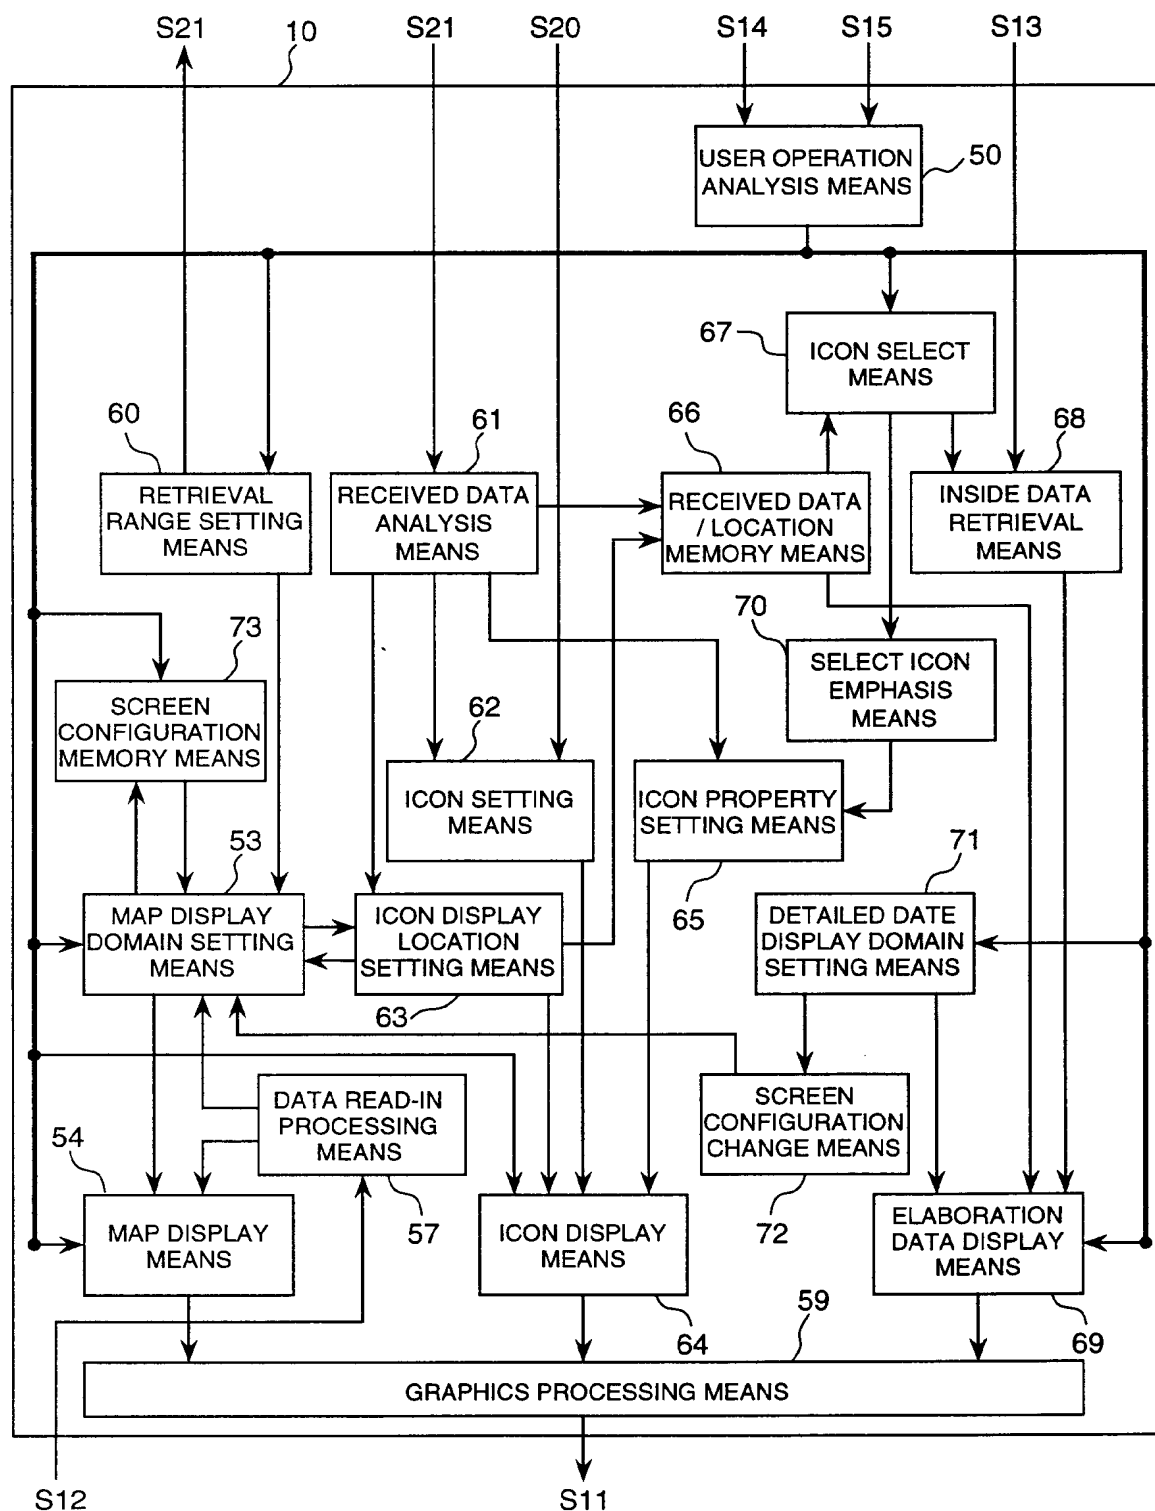 S21
10
S21
S20
S14
S15
S13
USER OPERATION
ANALYSIS MEANS
50
67
ICON SELECT
MEANS
60
61
66
68
RETRIEVAL
RANGE SETTING
MEANS
RECEIVED DATA
ANALYSIS
MEANS
RECEIVED DATA
/ LOCATION
MEMORY MEANS
INSIDE DATA
RETRIEVAL
MEANS
73
70
SCREEN
CONFIGURATION
MEMORY MEANS
SELECT ICON
EMPHASIS
MEANS
62
ICON SETTING
MEANS
ICON PROPERTY
SETTING MEANS
53
65
71
MAP DISPLAY
DOMAIN SETTING
MEANS
ICON DISPLAY
LOCATION
SETTING MEANS
DETAILED DATE
DISPLAY DOMAIN
SETTING MEANS
63
DATA READ-IN
PROCESSING
MEANS
SCREEN
CONFIGURATION
CHANGE MEANS
54
57
72
MAP DISPLAY
MEANS
ICON DISPLAY
MEANS
ELABORATION
DATA DISPLAY
MEANS
64
59
69
GRAPHICS PROCESSING MEANS
S12
S11